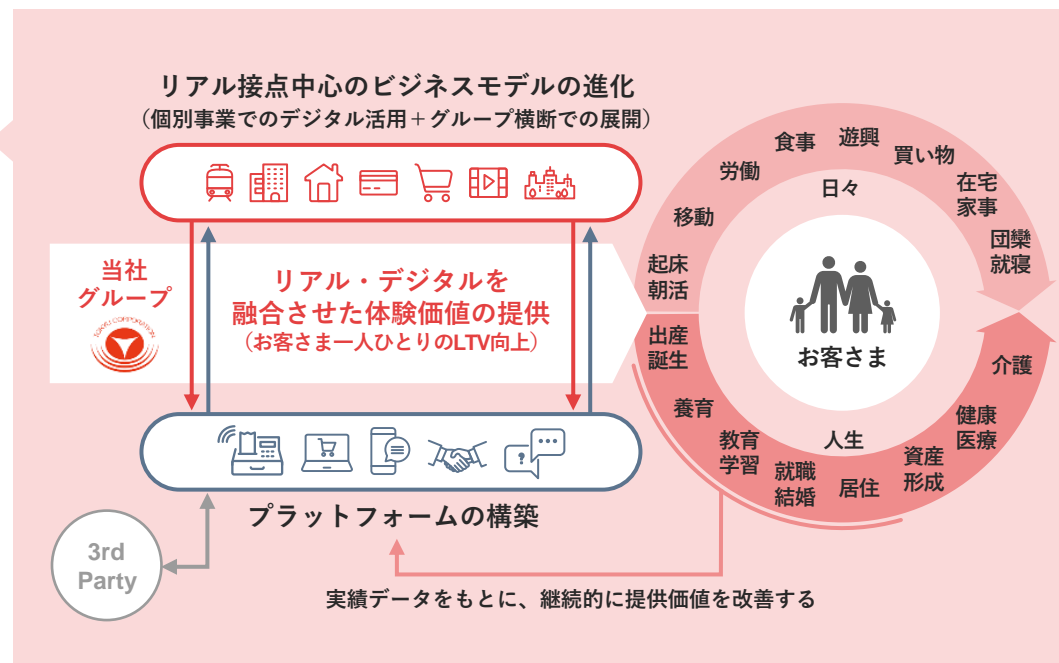 リアル接点中心のビジネスモデルの進化
（個別事業でのデジタル活用＋グループ横断での展開）
当社
グループ
TOKYU CORPORATION
リアル・デジタルを
融合させた体験価値の提供
（お客さま一人ひとりのLTV向上）
プラットフォームの構築
3rd
Party
実績データをもとに、継続的に提供価値を改善する
日々
起床
朝活
移動
労働
食事
遊興
買い物
在宅
家事
団欒
就寝
お客さま
人生
出産
誕生
養育
教育
学習
就職
結婚
居住
資産
形成
健康
医療
介護